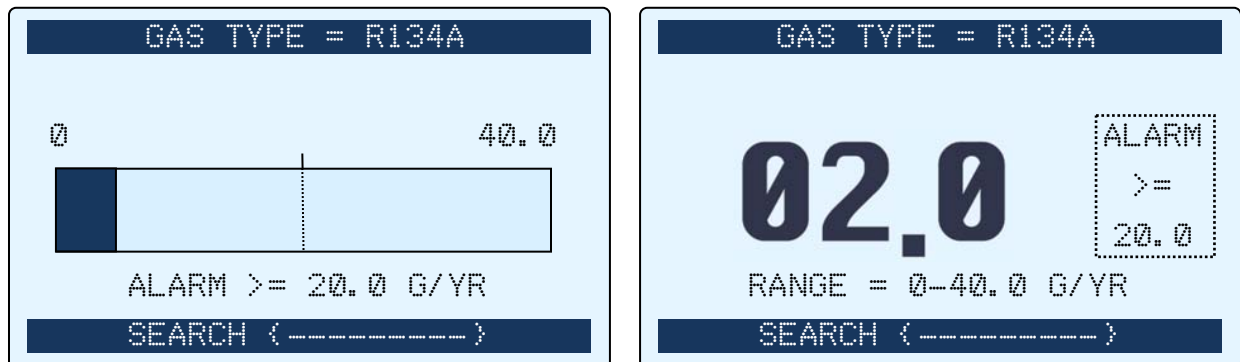 GAS TYPE = R134A
0 40.0
ALARM >= 20.0 G/YR
SEARCH (----------)
GAS TYPE = R134A
02.0
ALARM
>=
20.0
RANGE = 0-40.0 G/YR
SEARCH (----------)